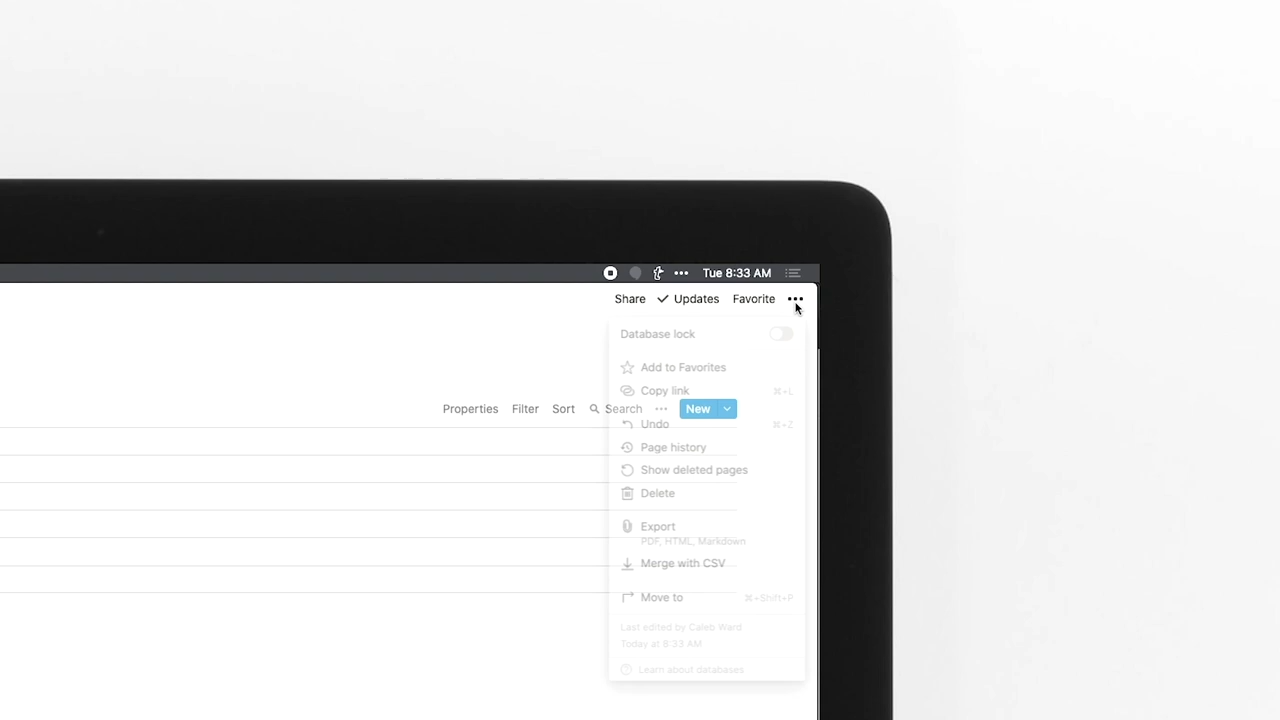 Tue 8:33 AM
Share Updates Favorite
Database lock
Add to Favorites
Copy link ⌘+L
Properties Filter Sort Search New
Undo ⌘+Z
Page history
Show deleted pages
Delete
Export
PDF, HTML, Markdown
Merge with CSV
Move to ⌘+Shift+P
Last edited by Caleb Ward
Today at 8:33 AM
Learn about databases